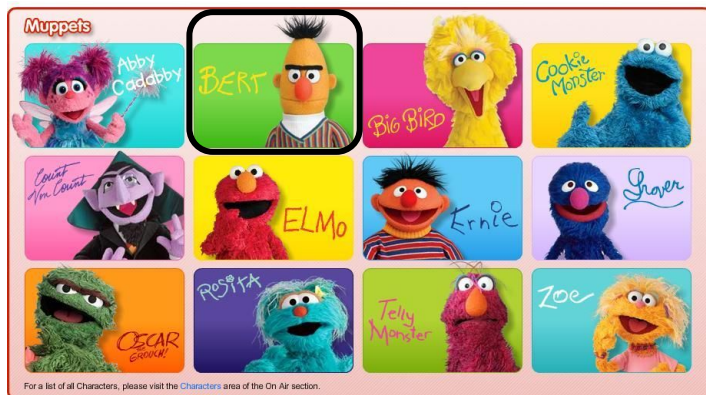 Muppets
Abby
Cadabby
BERT
BIG BIRD
Cookie
Monster
Count
Von Count
ELMO
Ernie
Grover
OSCAR
GROUCH!
ROSITA
Telly
Monster
ZOE
For a list of all Characters, please visit the Characters area of the On Air section.